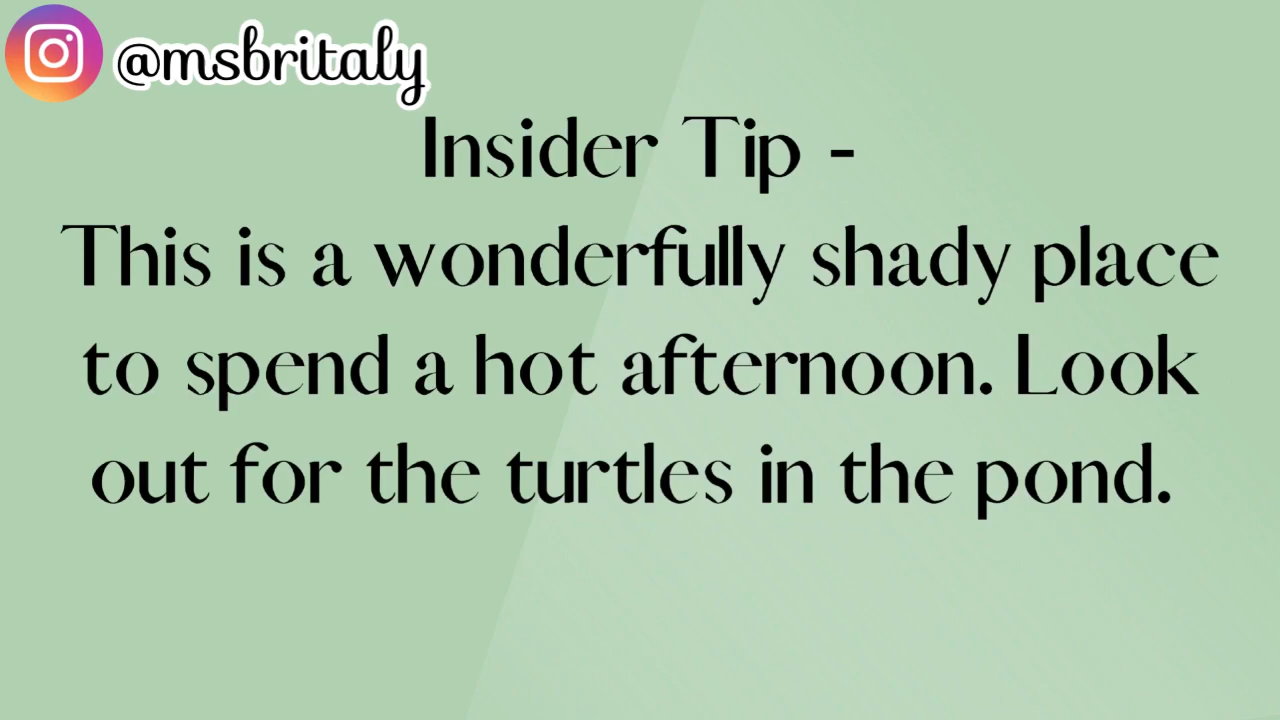 @msbritaly
Insider Tip -
This is a wonderfully shady place
to spend a hot afternoon. Look
out for the turtles in the pond.